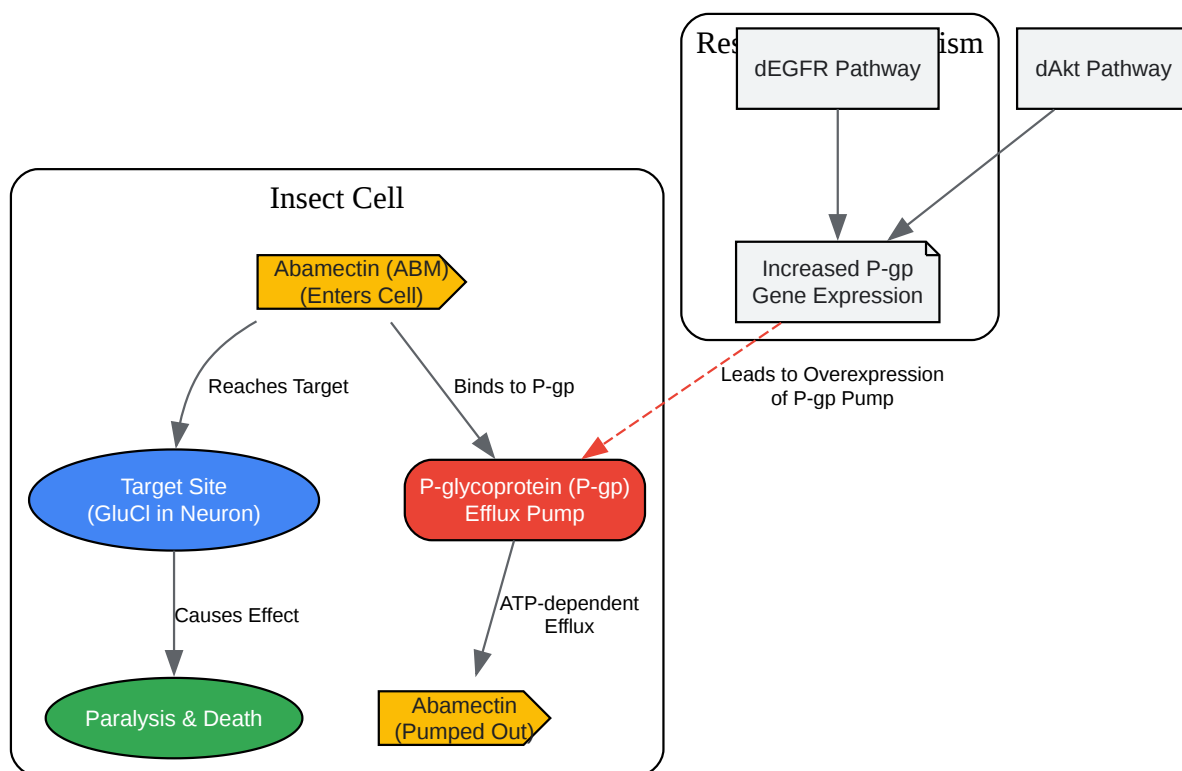 Res ism
dEGFR Pathway
dAkt Pathway
Insect Cell
Abamectin (ABM)
(Enters Cell)
Increased P-gp
Gene Expression
Reaches Target
Binds to P-gp
Leads to Overexpression
of P-gp Pump
Target Site
(GluCl in Neuron)
P-glycoprotein (P-gp)
Efflux Pump
Causes Effect
ATP-dependent
Efflux
Paralysis & Death
Abamectin
(Pumped Out)